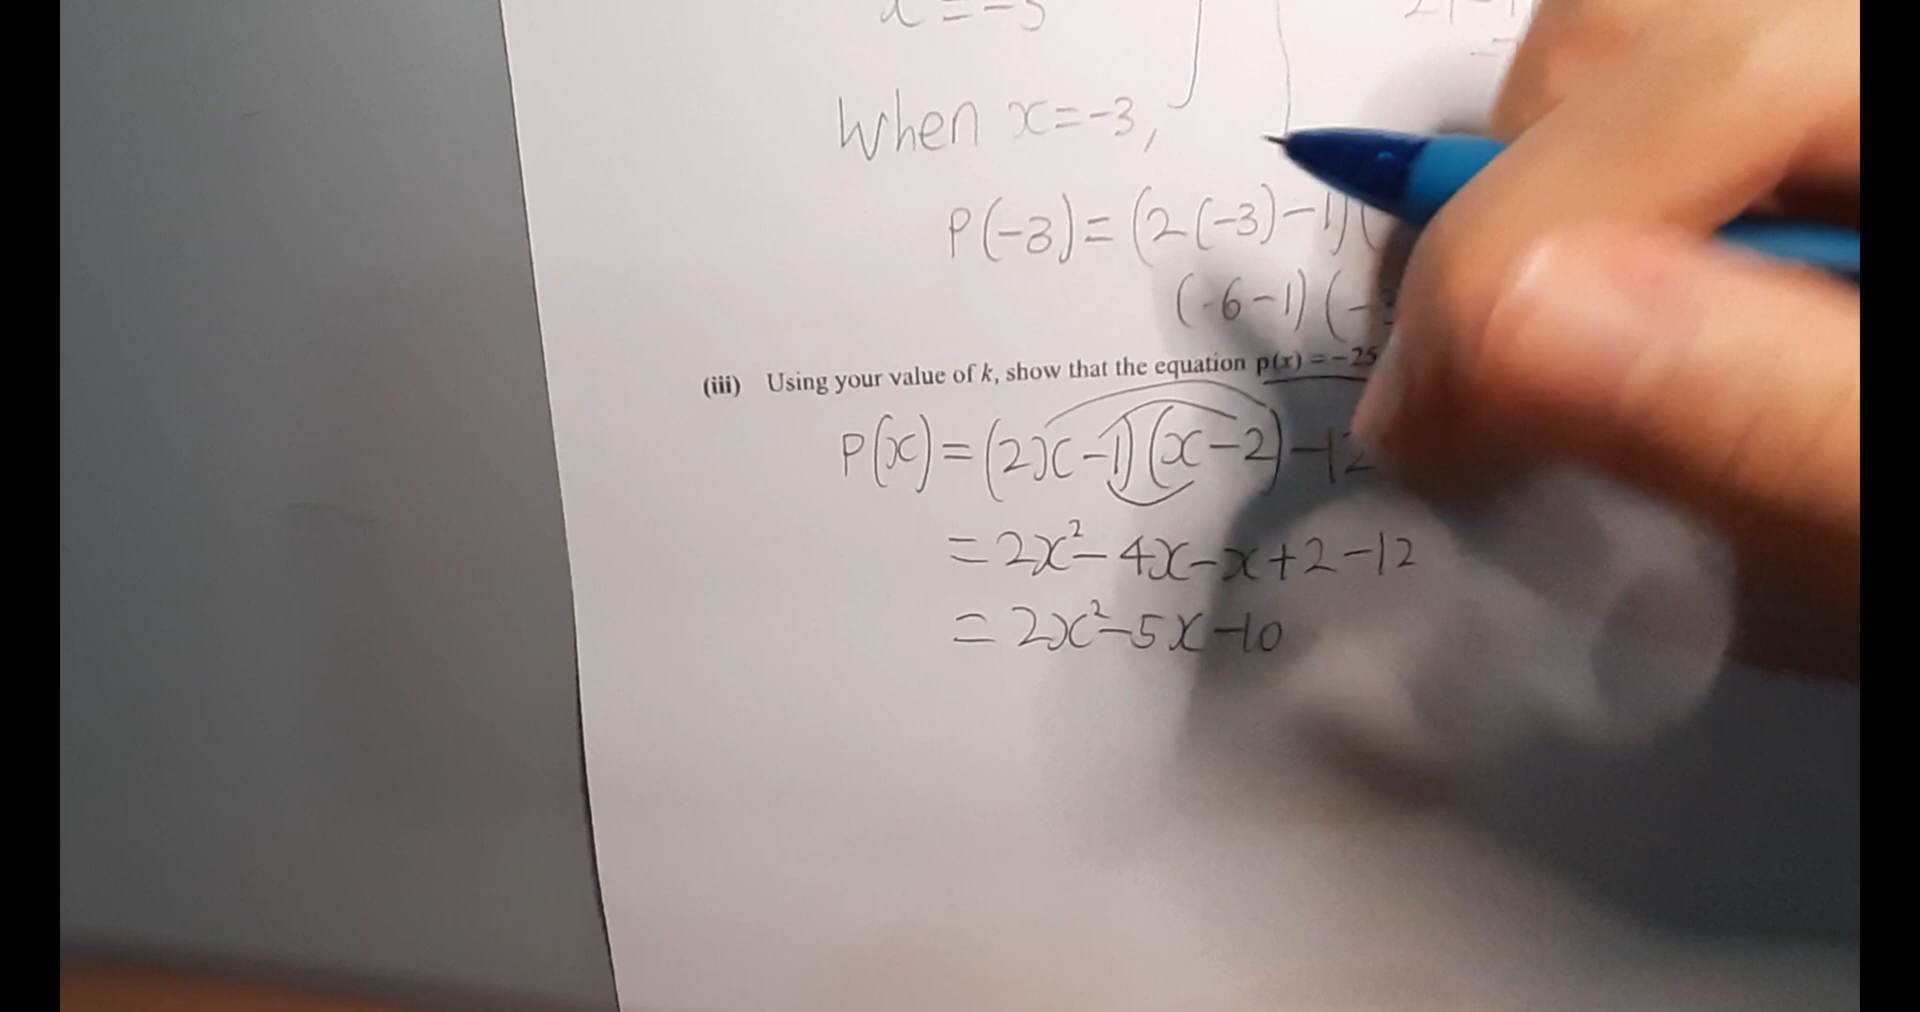 x = -3
When x=-3,
P(-3) = (2(-3)-1)(
(-6-1)(-
(iii) Using your value of k, show that the equation p(x) = -25
P(x) = (2x-1)(x-2)-12
= 2x²-4x-x+2-12
= 2x²-5x-10